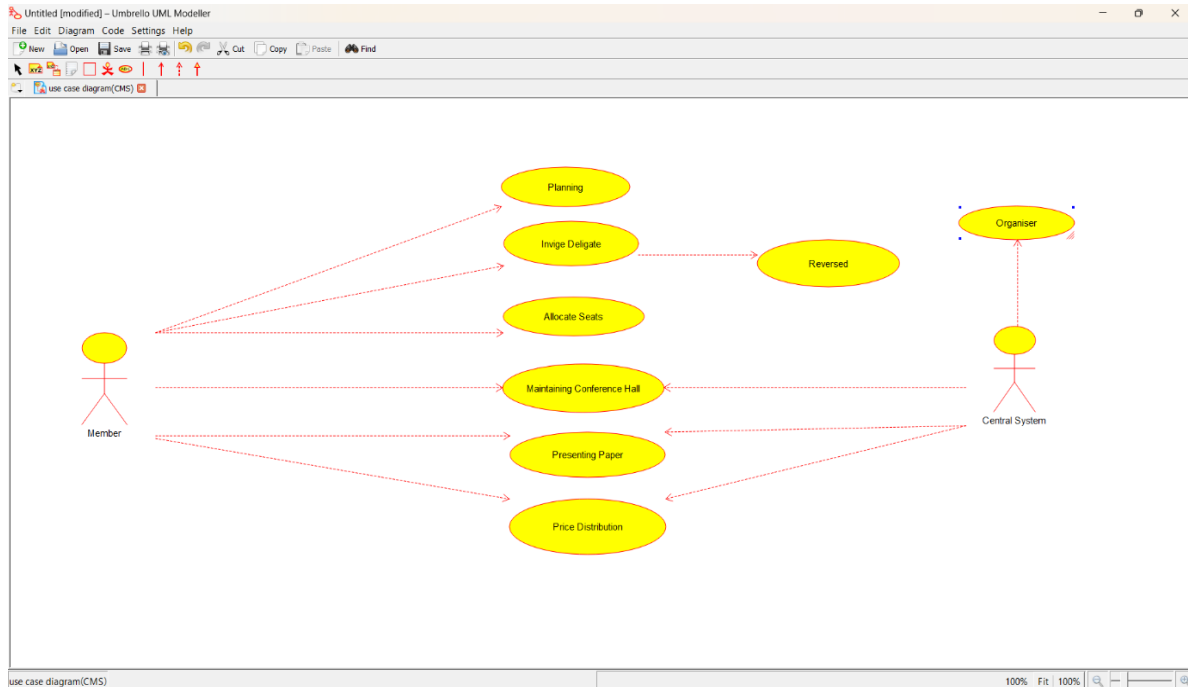 Untitled [modified] – Umbrello UML Modeller
File Edit Diagram Code Settings Help
New Open Save Cut Copy Paste Find
XYZ
use case diagram(CMS)
Planning
Organiser
Invige Deligate
Reversed
Allocate Seats
Maintaining Conference Hall
Central System
Member
Presenting Paper
Price Distribution
use case diagram(CMS) 100% Fit 100%